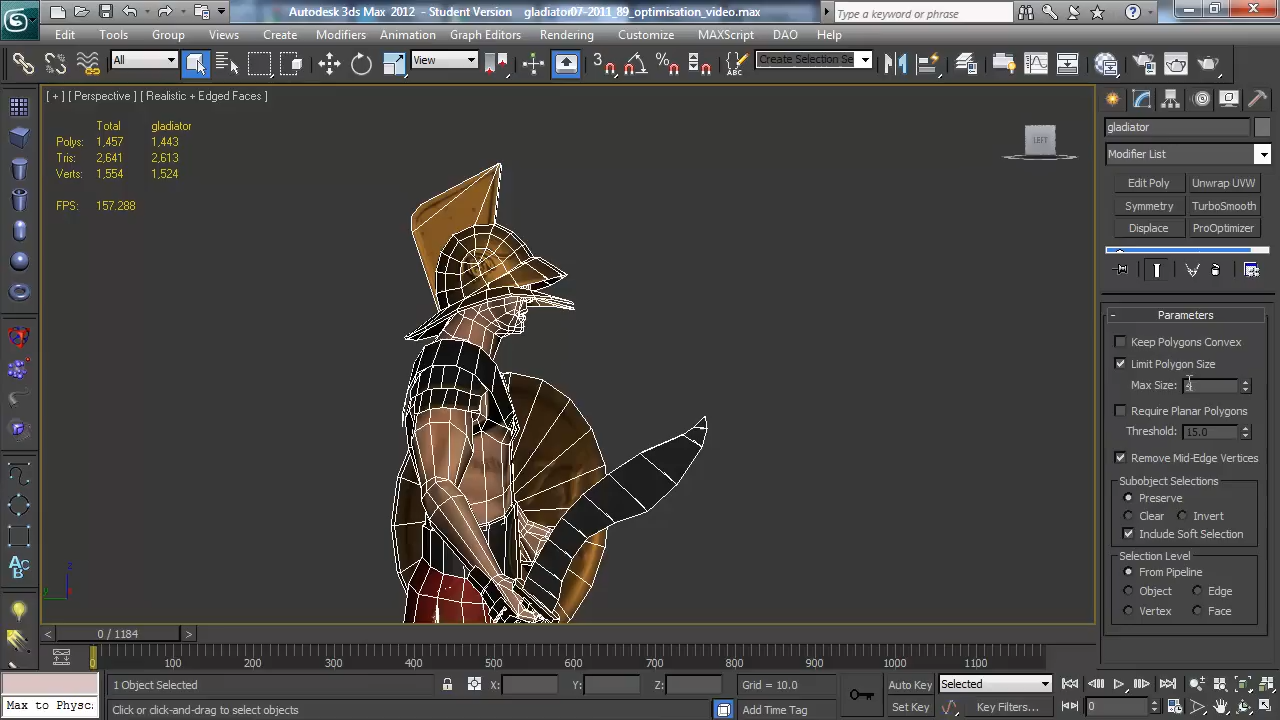 Autodesk 3ds Max 2012 - Student Version gladiator07-2011_89_optimisation_video.max
Type a keyword or phrase
Edit Tools Group Views Create Modifiers Animation Graph Editors Rendering Customize MAXScript DAO Help
All View Create Selection Se
[ + ] [ Perspective ] [ Realistic + Edged Faces ]
Total gladiator
Polys: 1,457 1,443
Tris: 2,641 2,613
Verts: 1,554 1,524
FPS: 157.288
LEFT
gladiator
Modifier List
Edit Poly Unwrap UVW
Symmetry TurboSmooth
Displace ProOptimizer
- Parameters
Keep Polygons Convex
Limit Polygon Size
Max Size:
Require Planar Polygons
Threshold: 15.0
Remove Mid-Edge Vertices
Subobject Selections
Preserve
Clear Invert
Include Soft Selection
Selection Level
From Pipeline
Object Edge
Vertex Face
z
y
< 0 / 1184 >
0 100 200 300 400 500 600 700 800 900 1000 1100
1 Object Selected X: Y: Z: Grid = 10.0 Auto Key Selected
Max to Physc: Click or click-and-drag to select objects Add Time Tag Set Key Key Filters... 0